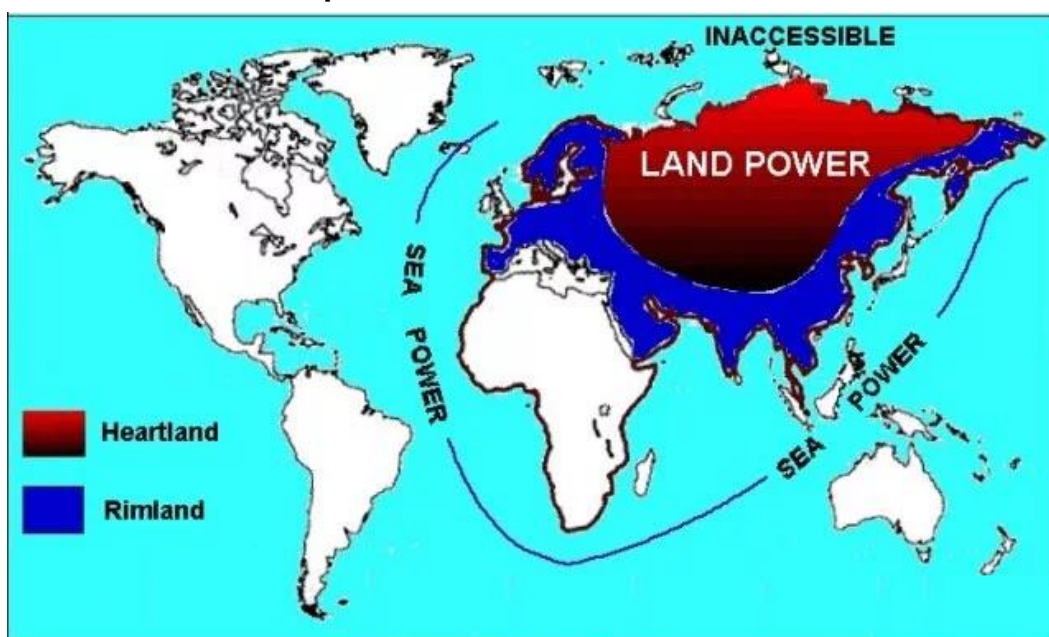 INACCESSIBLE
LAND POWER
SEA POWER
SEA POWER
Heartland
Rimland